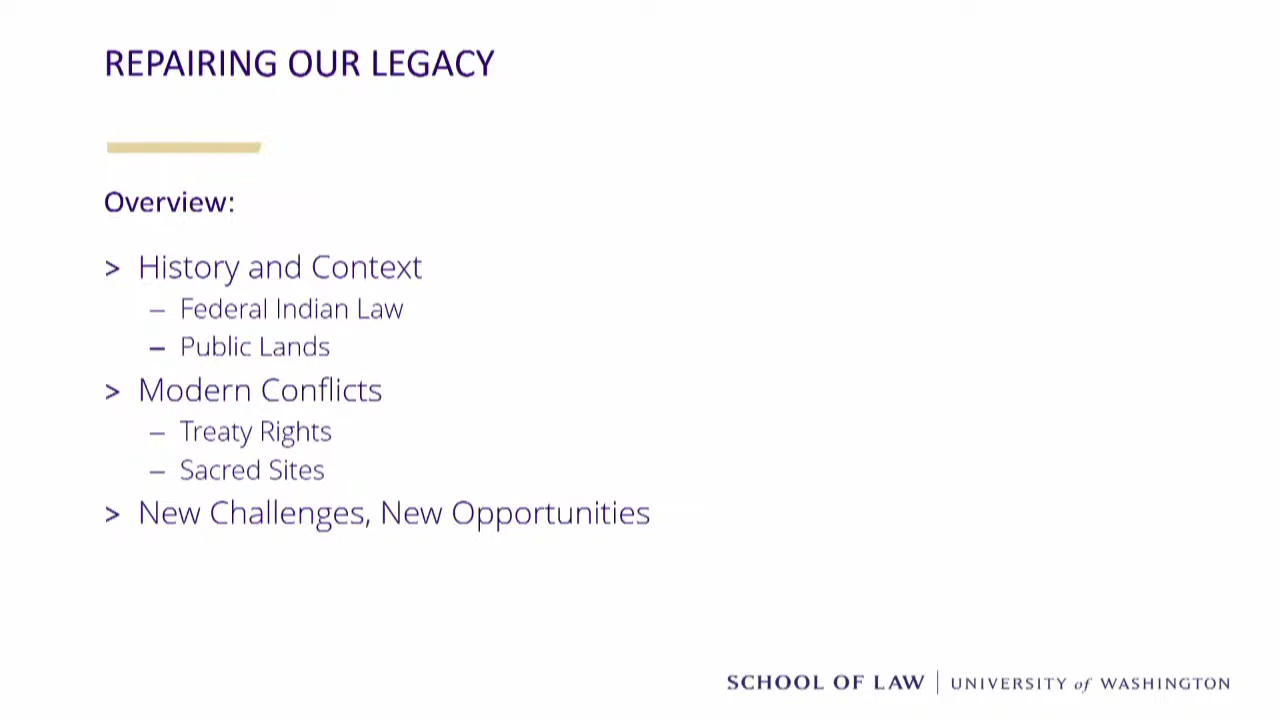 REPAIRING OUR LEGACY
Overview:
> History and Context
– Federal Indian Law
– Public Lands
> Modern Conflicts
– Treaty Rights
– Sacred Sites
> New Challenges, New Opportunities
SCHOOL OF LAW | UNIVERSITY of WASHINGTON